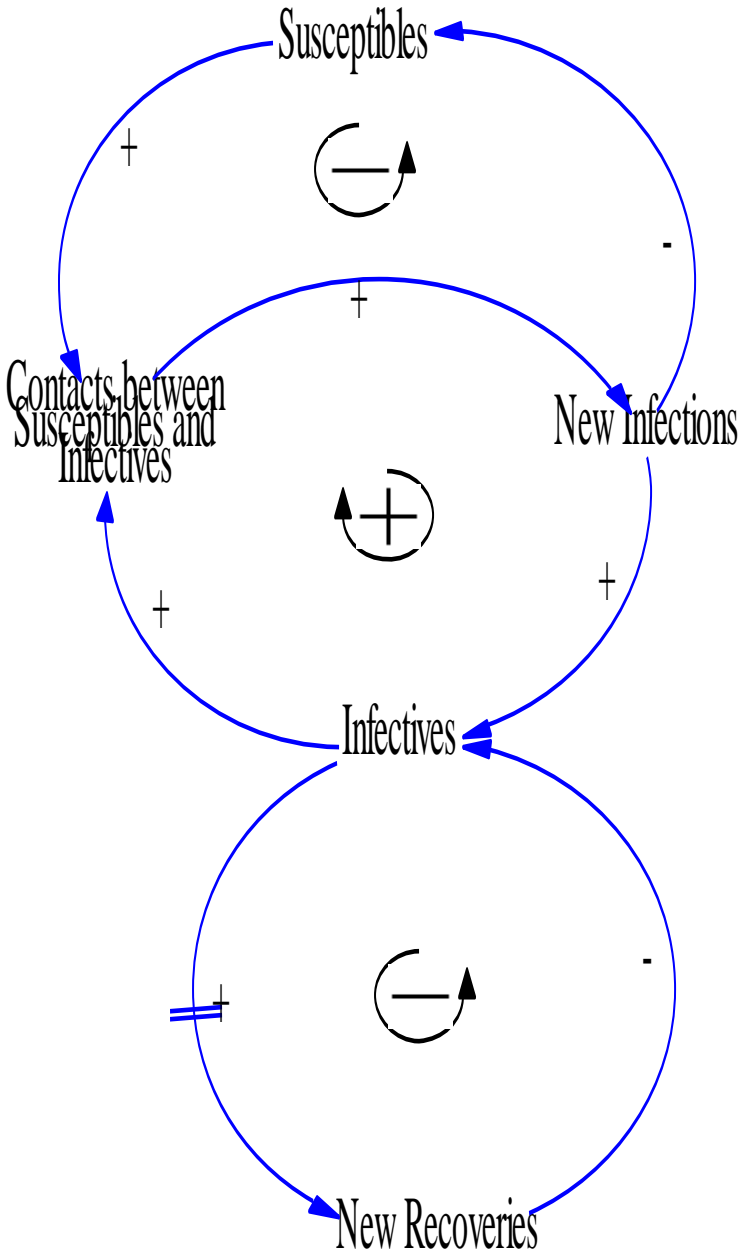 Susceptibles
+
-
+
Contacts between
Susceptibles and
Infectives
New Infections
+
+
Infectives
-
+
New Recoveries